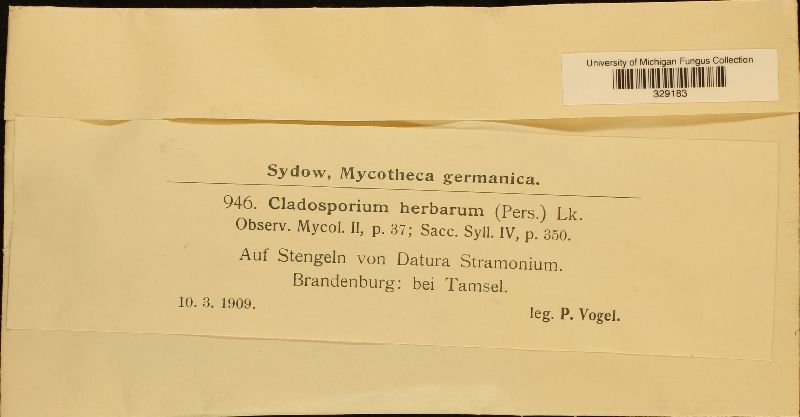 University of Michigan Fungus Collection
329183
Sydow, Mycotheca germanica.
946. Cladosporium herbarum (Pers.) Lk.
Observ. Mycol. II, p. 37; Sacc. Syll. IV, p. 350.
Auf Stengeln von Datura Stramonium.
Brandenburg: bei Tamsel.
10. 3. 1909.
leg. P. Vogel.